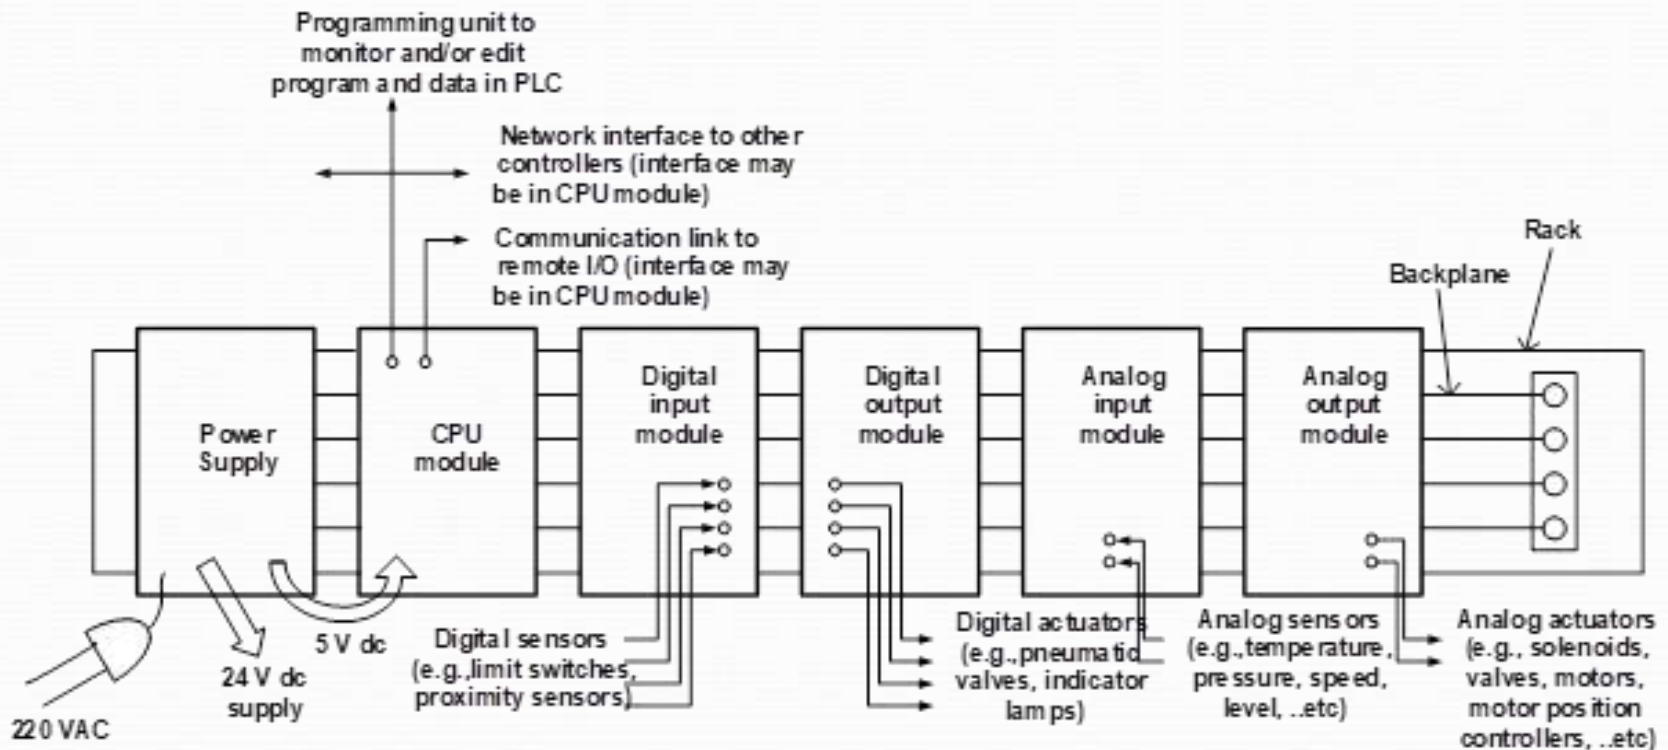 Programming unit to
monitor and/or edit
program and data in PLC
Network interface to other
controllers (interface may
be in CPU module)
Communication link to
remote I/O (interface may
be in CPU module)
Rack
Backplane
Power
Supply
CPU
module
Digital
input
module
Digital
output
module
Analog
input
module
Analog
output
module
220 VAC
24 V dc
supply
5 V dc
Digital sensors
(e.g.,limit switches,
proximity sensors)
Digital actuators
(e.g.,pneumatic
valves, indicator
lamps)
Analog sensors
(e.g.,temperature,
pressure, speed,
level, ..etc)
Analog actuators
(e.g., solenoids,
valves, motors,
motor position
controllers, ..etc)